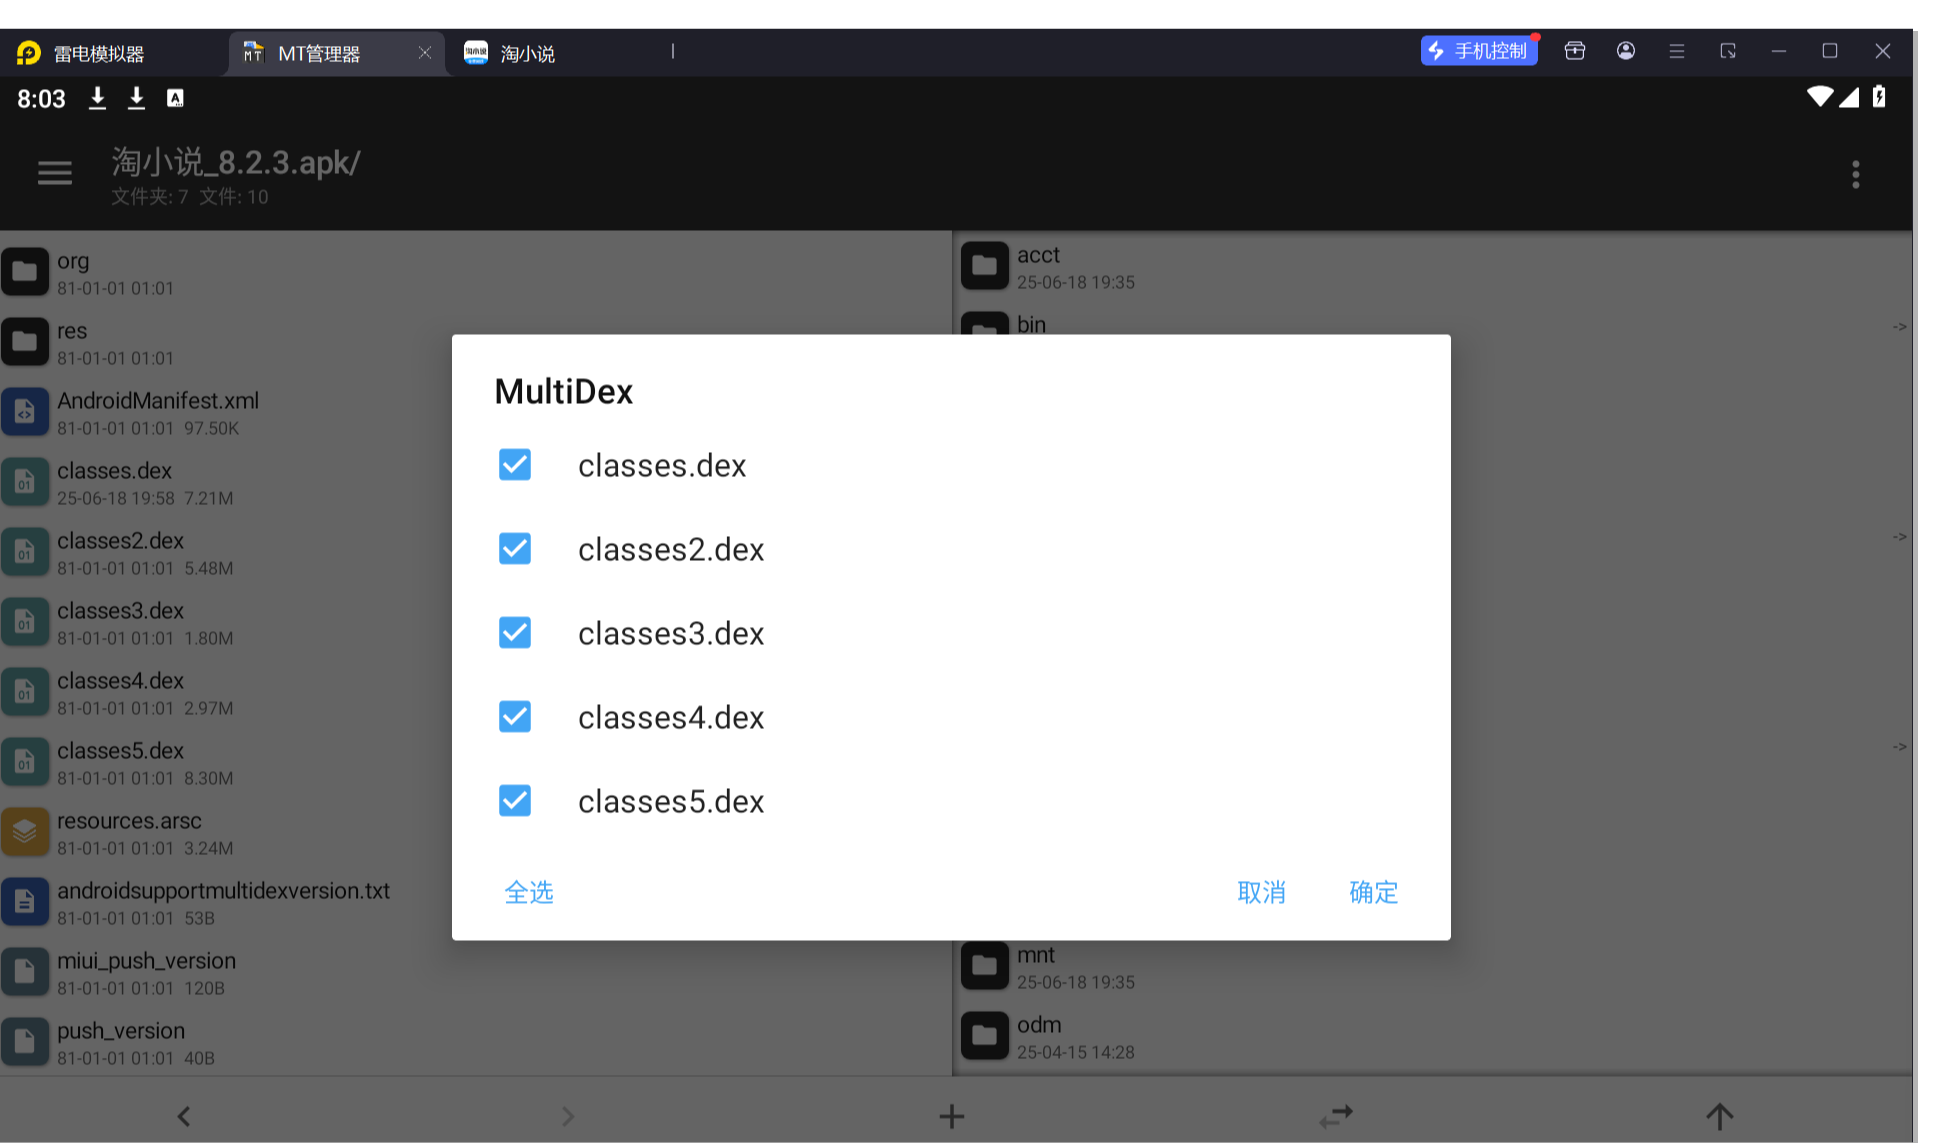 雷电模拟器
MT管理器
淘小说
手机控制
8:03
淘小说_8.2.3.apk/
文件夹: 7 文件: 10
org
81-01-01 01:01
res
81-01-01 01:01
AndroidManifest.xml
81-01-01 01:01 97.50K
classes.dex
25-06-18 19:58 7.21M
classes2.dex
81-01-01 01:01 5.48M
classes3.dex
81-01-01 01:01 1.80M
classes4.dex
81-01-01 01:01 2.97M
classes5.dex
81-01-01 01:01 8.30M
resources.arsc
81-01-01 01:01 3.24M
androidsupportmultidexversion.txt
81-01-01 01:01 53B
miui_push_version
81-01-01 01:01 120B
push_version
81-01-01 01:01 40B
acct
25-06-18 19:35
bin
->
->
->
mnt
25-06-18 19:35
odm
25-04-15 14:28
MultiDex
classes.dex
classes2.dex
classes3.dex
classes4.dex
classes5.dex
全选
取消
确定